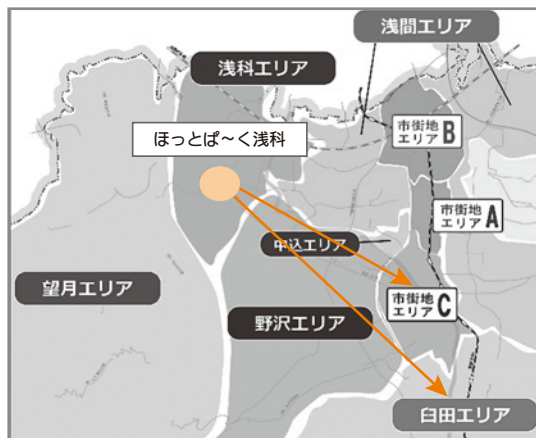 浅間エリア
浅科エリア
ほっとぱ～く浅科
市街地
エリア B
市街地
エリア A
中込エリア
望月エリア
市街地
エリア C
野沢エリア
臼田エリア